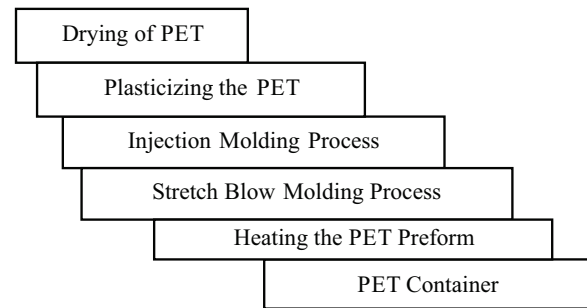 Drying of PET
Plasticizing the PET
Injection Molding Process
Stretch Blow Molding Process
Heating the PET Preform
PET Container